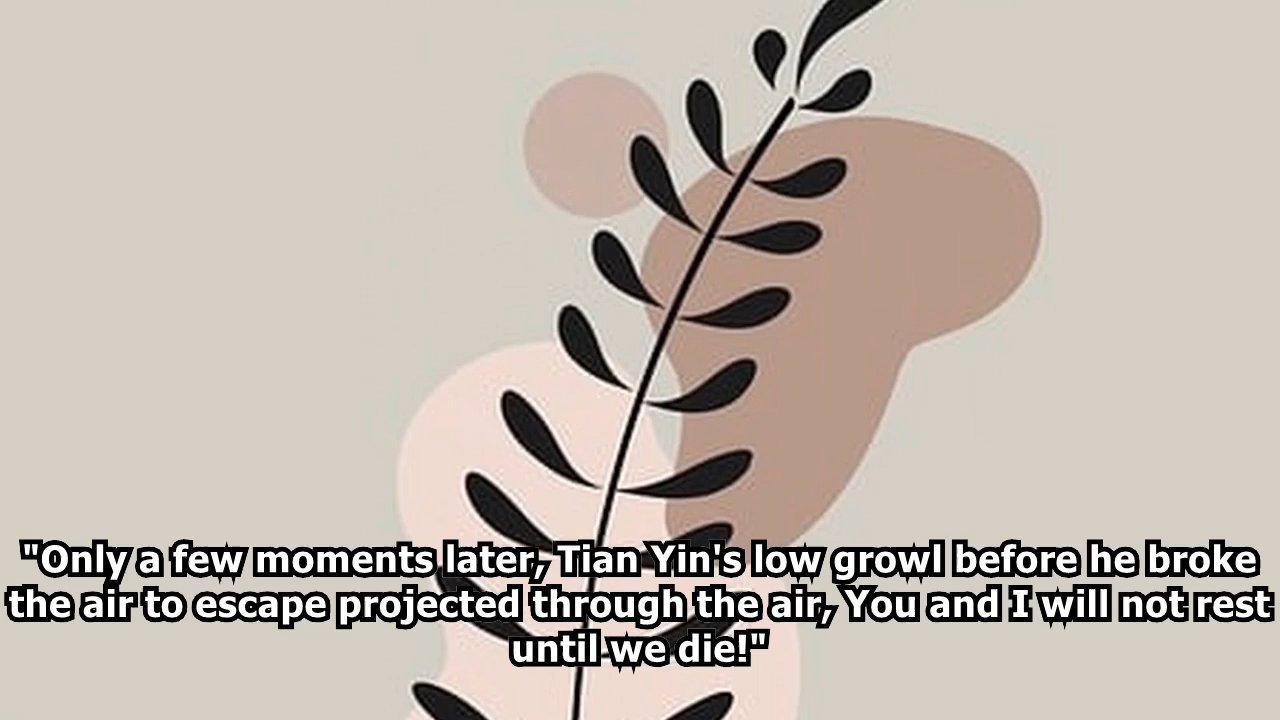 "Only a few moments later, Tian Yin's low growl before he broke
the air to escape projected through the air, You and I will not rest
until we die!"